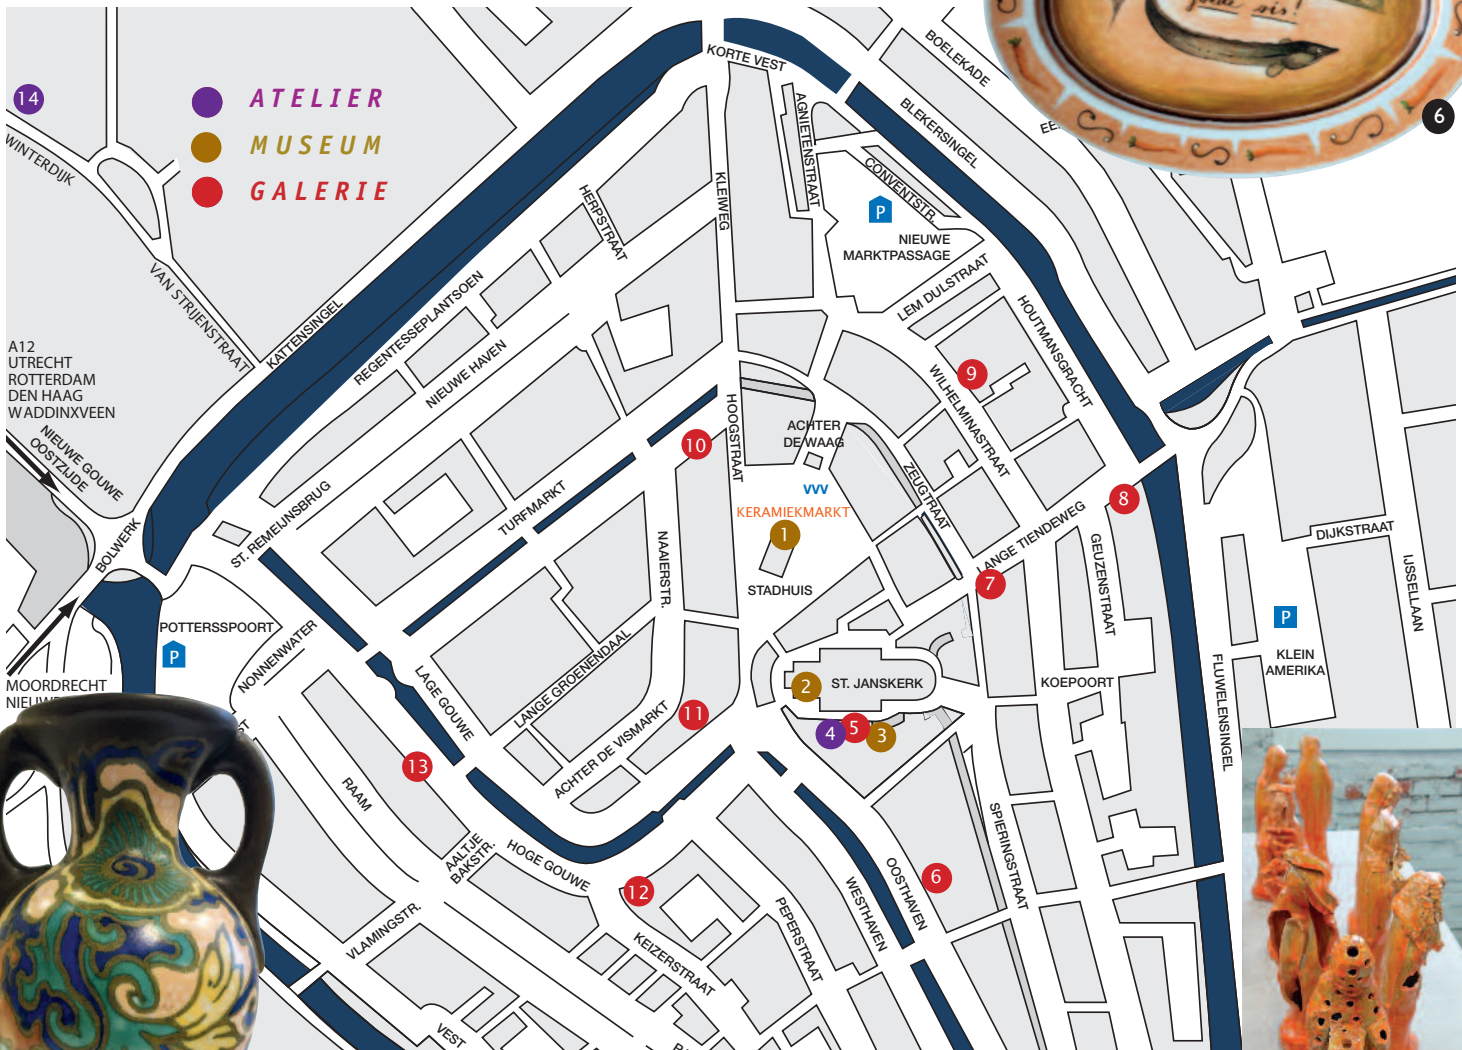 goede vis!
6
KORTE VEST
BOELEKADE
14
ATELIER
MUSEUM
GALERIE
WINTERDIJK
AGNIETENSTRAAT
BLEKERSINGEL
KLEIWEG
CONVENTSTR.
P
NIEUWE
MARKTPASSAGE
HERPSTRAAT
LEM DULSTRAAT
VAN STRIJENSTRAAT
KATTENSINGEL
REGENTESSEPLANTSOEN
HOUTMANSGRACHT
A12
UTRECHT
ROTTERDAM
DEN HAAG
WADDINXVEEN
NIEUWE HAVEN
9
WILHELMINASTRAAT
NIEUWE GOUWE
OOSTZIJDE
HOOGSTRAAT
10
ACHTER
DE WAAG
ZEUGTRAAT
VVV
KERAMIEKMARKT
1
STADHUIS
8
LANGE TIENDEWEG
7
BOLWERK
ST. REMEIJNSBRUG
TURFMARKT
NAAIERSTR.
GEUZENSTRAAT
DIJKSTRAAT
IJSSELLAAN
P
KLEIN
AMERIKA
POTTERSSPOORT
P
NONNENWATER
MOORDRECHT
LAGE GOUWE
LANGE GROENENDAAL
ACHTER DE VISMARKT
11
2
ST. JANSKERK
4
5
3
KOEPOORT
FLUWELENSINGEL
13
RAAM
AALTJE
BAKSTR.
HOGE GOUWE
12
VLAMINGSTR.
KEIZERSTRAAT
PEPERSTRAAT
WESTHAVEN
OOSTHAVEN
6
SPIERINGSTRAAT
VEST